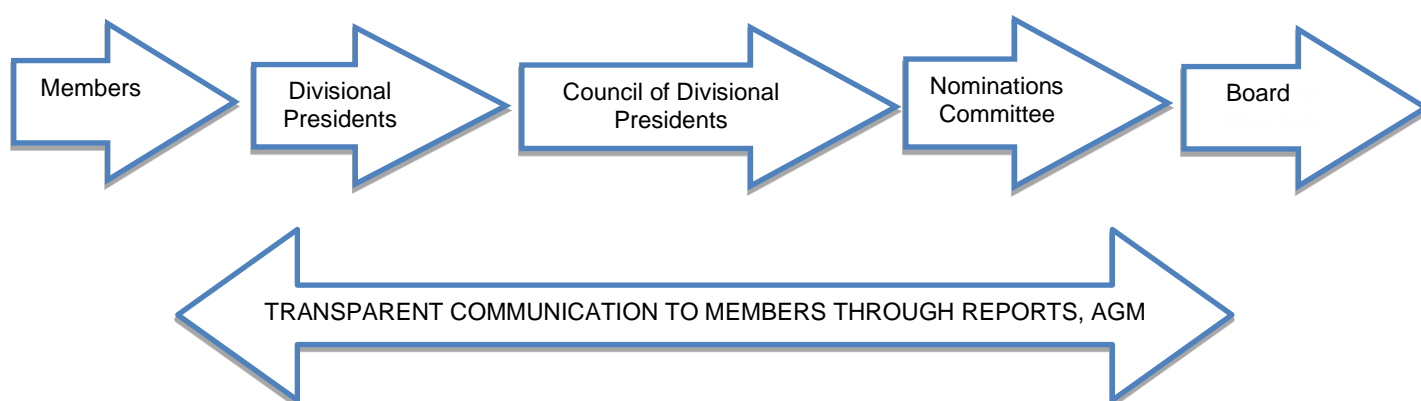 Members
Divisional
Presidents
Council of Divisional
Presidents
Nominations
Committee
Board
TRANSPARENT COMMUNICATION TO MEMBERS THROUGH REPORTS, AGM